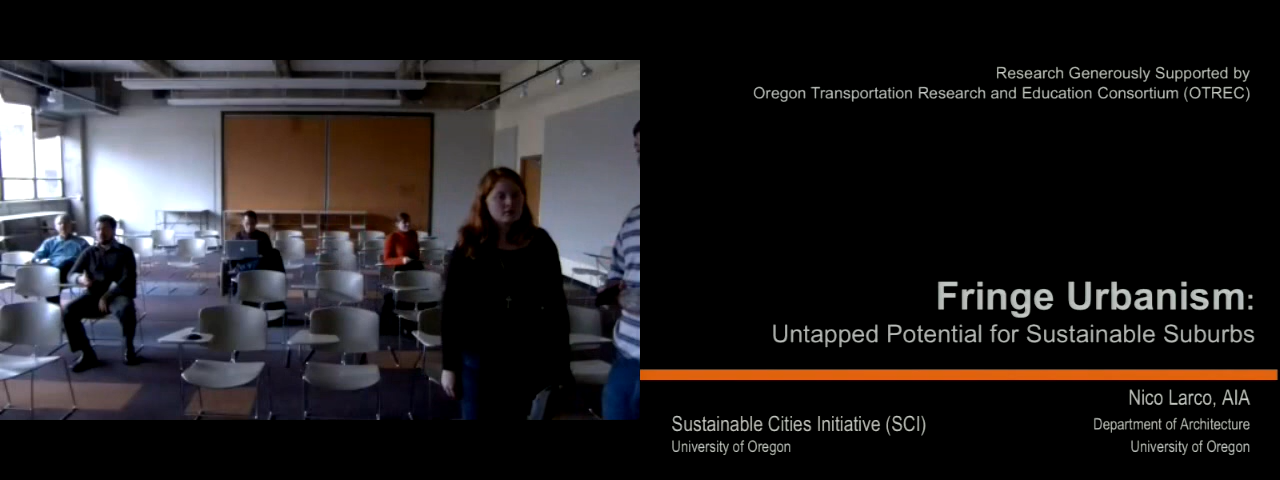 Research Generously Supported by
Oregon Transportation Research and Education Consortium (OTREC)
Fringe Urbanism:
Untapped Potential for Sustainable Suburbs
Nico Larco, AIA
Sustainable Cities Initiative (SCI)
Department of Architecture
University of Oregon
University of Oregon